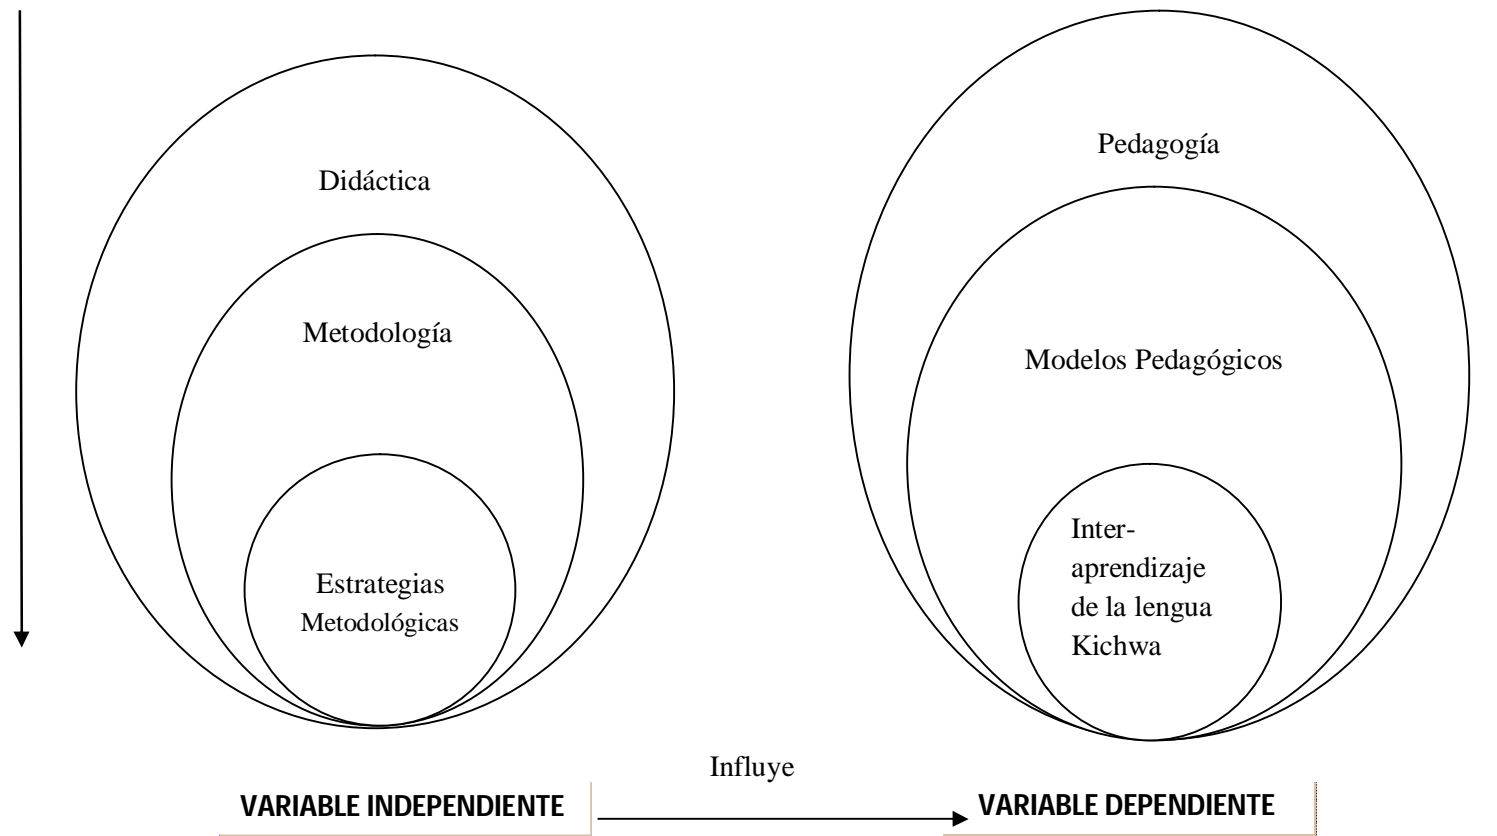 Didáctica
Metodología
Estrategias
Metodológicas
Pedagogía
Modelos Pedagógicos
Inter-
aprendizaje
de la lengua
Kichwa
Influye
VARIABLE INDEPENDIENTE
VARIABLE DEPENDIENTE